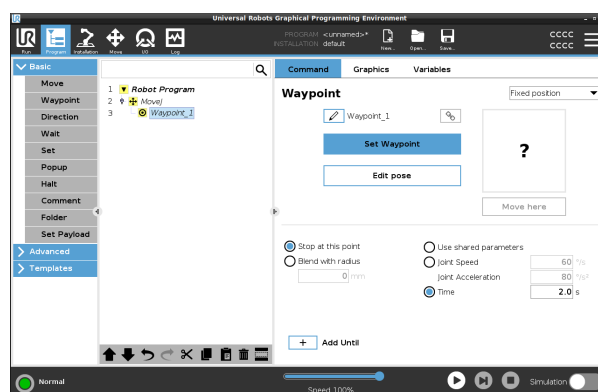 Universal Robots Graphical Programming Environment
UR
Run Program Installation Move I/O Log
PROGRAM <unnamed>*
INSTALLATION default
New... Open... Save...
CCCC
CCCC
Basic
Move
Waypoint
Direction
Wait
Set
Popup
Halt
Comment
Folder
Set Payload
Advanced
Templates
1 Robot Program
2 MoveJ
3 Waypoint_1
Command Graphics Variables
Waypoint
Fixed position
Waypoint_1
Set Waypoint
Edit pose
?
Move here
Stop at this point
Blend with radius
0 mm
Use shared parameters
Joint Speed 60 °/s
Joint Acceleration 80 °/s²
Time 2.0 s
+ Add Until
Normal
Speed 100%
Simulation